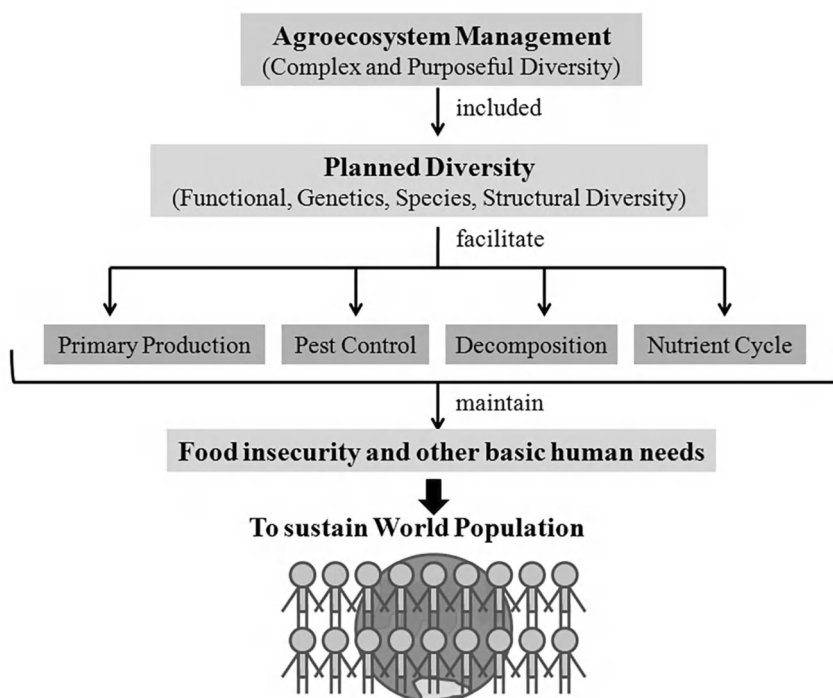 Agroecosystem Management
(Complex and Purposeful Diversity)
included
Planned Diversity
(Functional, Genetics, Species, Structural Diversity)
facilitate
Primary Production
Pest Control
Decomposition
Nutrient Cycle
maintain
Food insecurity and other basic human needs
To sustain World Population